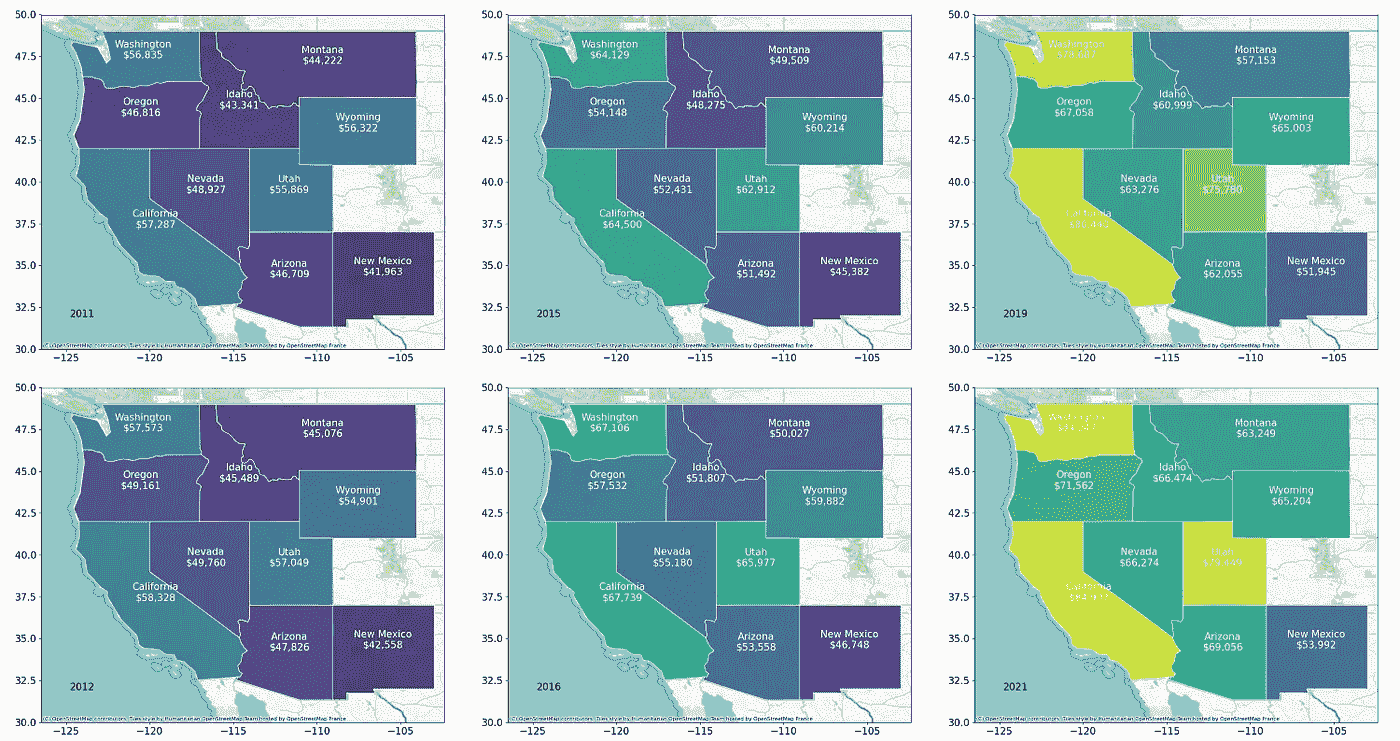 50.0
47.5
45.0
42.5
40.0
37.5
35.0
32.5
30.0
Washington
$56,835
Montana
$44,222
Oregon
$46,816
Idaho
$43,341
Wyoming
$56,322
Nevada
$48,927
Utah
$55,869
California
$57,287
Arizona
$46,709
New Mexico
$41,963
2011
(C) OpenStreetMap contributors, Tiles style by Humanitarian OpenStreetMap Team hosted by OpenStreetMap France
−125 −120 −115 −110 −105
50.0
47.5
45.0
42.5
40.0
37.5
35.0
32.5
30.0
Washington
$64,129
Montana
$49,509
Oregon
$54,148
Idaho
$48,275
Wyoming
$60,214
Nevada
$52,431
Utah
$62,912
California
$64,500
Arizona
$51,492
New Mexico
$45,382
2015
(C) OpenStreetMap contributors, Tiles style by Humanitarian OpenStreetMap Team hosted by OpenStreetMap France
−125 −120 −115 −110 −105
50.0
47.5
45.0
42.5
40.0
37.5
35.0
32.5
30.0
Washington
Montana
$57,153
Oregon
$67,058
Idaho
$60,999
Wyoming
$65,003
Nevada
$63,276
Utah
California
Arizona
$62,055
New Mexico
$51,945
2019
(C) OpenStreetMap contributors, Tiles style by Humanitarian OpenStreetMap Team hosted by OpenStreetMap France
−125 −120 −115 −110 −105
50.0
47.5
45.0
42.5
40.0
37.5
35.0
32.5
30.0
Washington
$57,573
Montana
$45,076
Oregon
$49,161
Idaho
$45,489
Wyoming
$54,901
Nevada
$49,760
Utah
$57,049
California
$58,328
Arizona
$47,826
New Mexico
$42,558
2012
(C) OpenStreetMap contributors, Tiles style by Humanitarian OpenStreetMap Team hosted by OpenStreetMap France
−125 −120 −115 −110 −105
50.0
47.5
45.0
42.5
40.0
37.5
35.0
32.5
30.0
Washington
$67,106
Montana
$50,027
Oregon
$57,532
Idaho
$51,807
Wyoming
$59,882
Nevada
$55,180
Utah
$65,977
California
$67,739
Arizona
$53,558
New Mexico
$46,748
2016
(C) OpenStreetMap contributors, Tiles style by Humanitarian OpenStreetMap Team hosted by OpenStreetMap France
−125 −120 −115 −110 −105
50.0
47.5
45.0
42.5
40.0
37.5
35.0
32.5
30.0
Washington
Montana
$63,249
Oregon
$71,562
Idaho
$66,474
Wyoming
$65,204
Nevada
$66,274
Utah
California
Arizona
$69,056
New Mexico
$53,992
2021
(C) OpenStreetMap contributors, Tiles style by Humanitarian OpenStreetMap Team hosted by OpenStreetMap France
−125 −120 −115 −110 −105